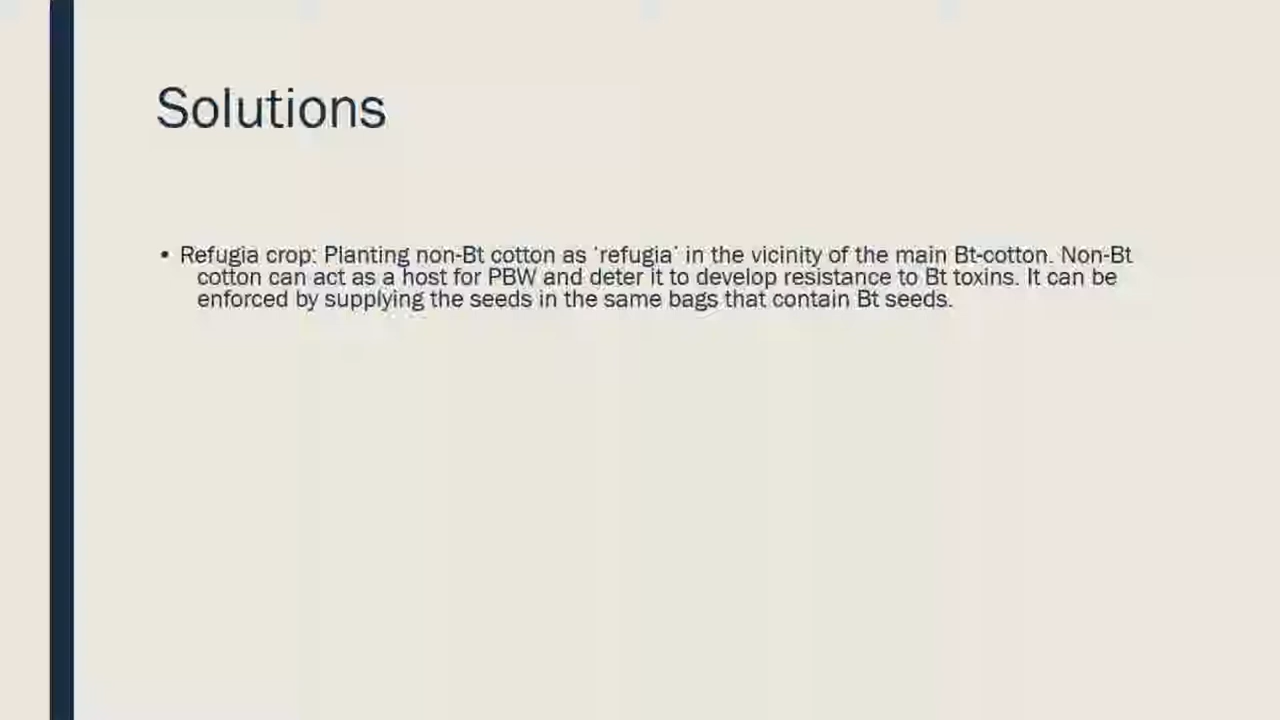 Solutions
• Refugia crop: Planting non-Bt cotton as ‘refugia’ in the vicinity of the main Bt-cotton. Non-Bt
cotton can act as a host for PBW and deter it to develop resistance to Bt toxins. It can be
enforced by supplying the seeds in the same bags that contain Bt seeds.